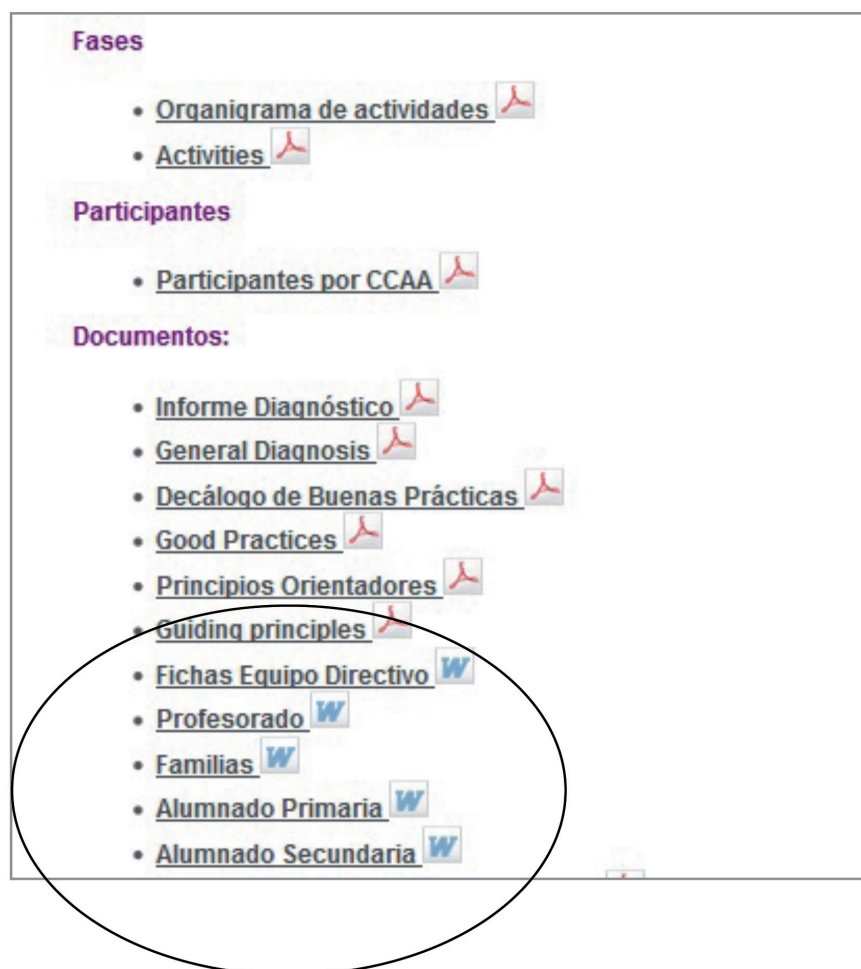 Fases
• Organigrama de actividades
• Activities
Participantes
• Participantes por CCAA
Documentos:
• Informe Diagnóstico
• General Diagnosis
• Decálogo de Buenas Prácticas
• Good Practices
• Principios Orientadores
• Guiding principles
• Fichas Equipo Directivo W
• Profesorado W
• Familias W
• Alumnado Primaria W
• Alumnado Secundaria W